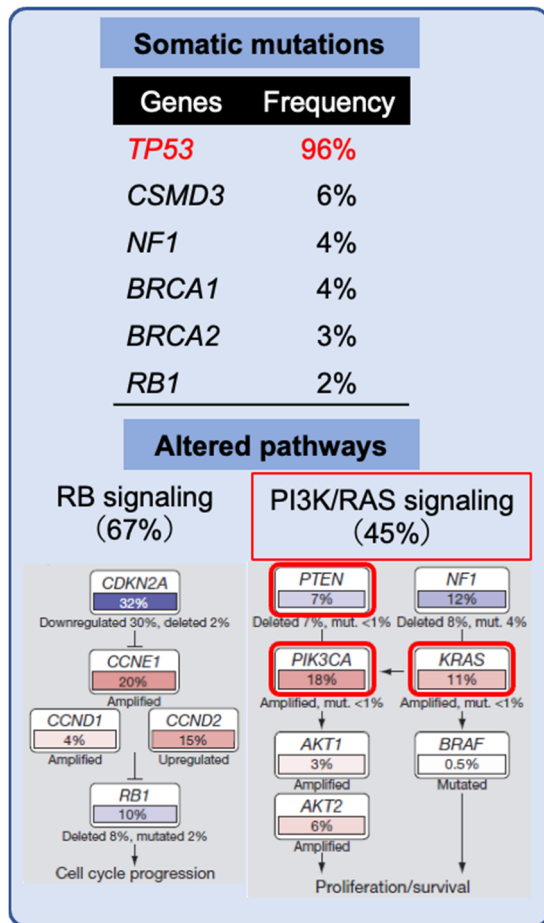 Somatic mutations
Genes Frequency
TP53 96%
CSMD3 6%
NF1 4%
BRCA1 4%
BRCA2 3%
RB1 2%
Altered pathways
RB signaling
(67%)
CDKN2A
32%
Downregulated 30%, deleted 2%
CCNE1
20%
Amplified
CCND1 CCND2
4% 15%
Amplified Upregulated
RB1
10%
Deleted 8%, mutated 2%
Cell cycle progression
PI3K/RAS signaling
(45%)
PTEN NF1
7% 12%
Deleted 7%, mut. <1% Deleted 8%, mut. 4%
PIK3CA KRAS
18% 11%
Amplified, mut. <1% Amplified, mut. <1%
AKT1 BRAF
3% 0.5%
Amplified Mutated
AKT2
6%
Amplified
Proliferation/survival